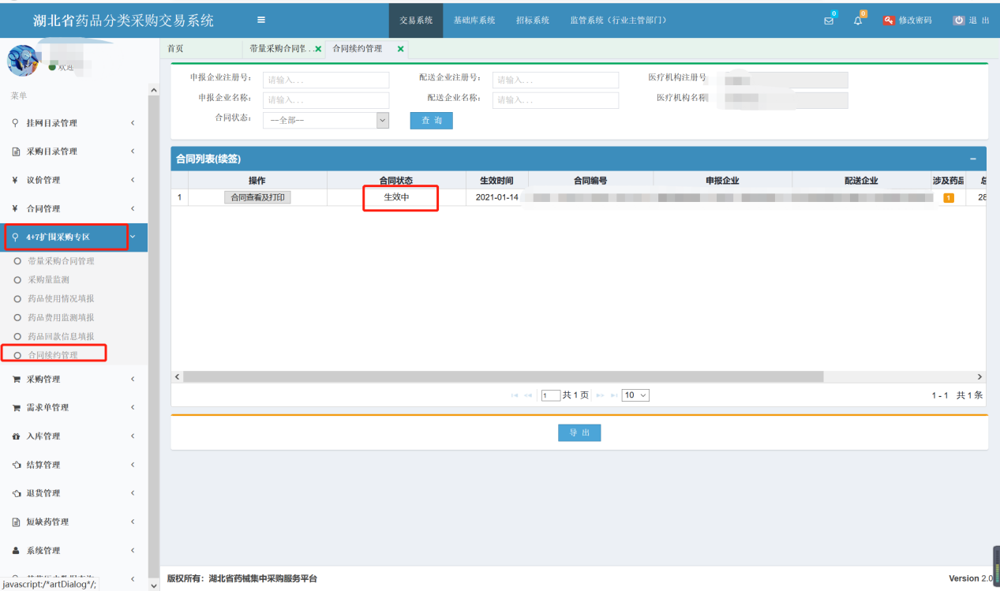 湖北省药品分类采购交易系统
交易系统 基础库系统 招标系统 监管系统（行业主管部门）
0 0 修改密码 退 出
欢迎
首页 带量采购合同管... 合同续约管理
菜单
挂网目录管理
采购目录管理
¥ 议价管理
¥ 合同管理
4+7扩围采购专区
带量采购合同管理
采购量监测
药品使用情况填报
药品费用监测填报
药品回款信息填报
合同续约管理
采购管理
需求单管理
入库管理
结算管理
退货管理
短缺药管理
系统管理
javascript:/*artDialog*/;
申报企业注册号： 请输入... 配送企业注册号： 请输入... 医疗机构注册号
申报企业名称： 请输入... 配送企业名称： 请输入... 医疗机构名称
合同状态： --全部-- 查 询
合同列表(续签)
操作 合同状态 生效时间 合同编号 申报企业 配送企业 涉及药品 总
1 合同查看及打印 生效中 2021-01-14 1 28
1 共 1 页 10 1 - 1 共 1 条
导 出
版权所有：湖北省药械集中采购服务平台 Version 2.0